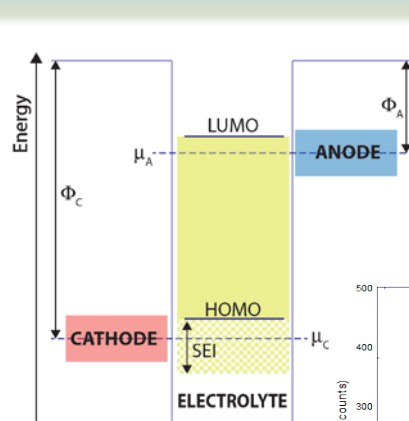 Energy
Φ_A
LUMO
μ_A
ANODE
Φ_C
500
HOMO
CATHODE
SEI
μ_C
400
counts)
ELECTROLYTE
300